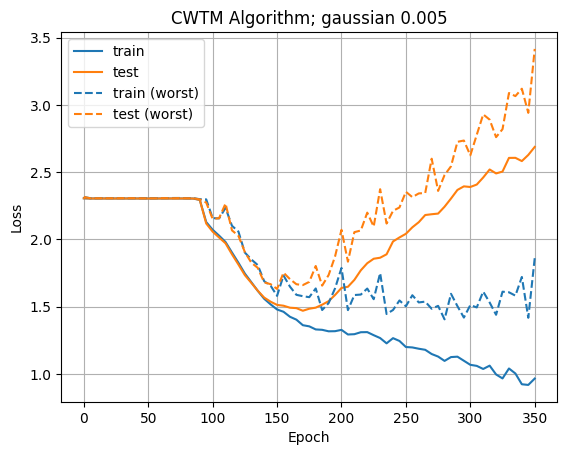 CWTM Algorithm; gaussian 0.005
train
test
train (worst)
test (worst)
Loss
3.5
3.0
2.5
2.0
1.5
1.0
0 50 100 150 200 250 300 350
Epoch